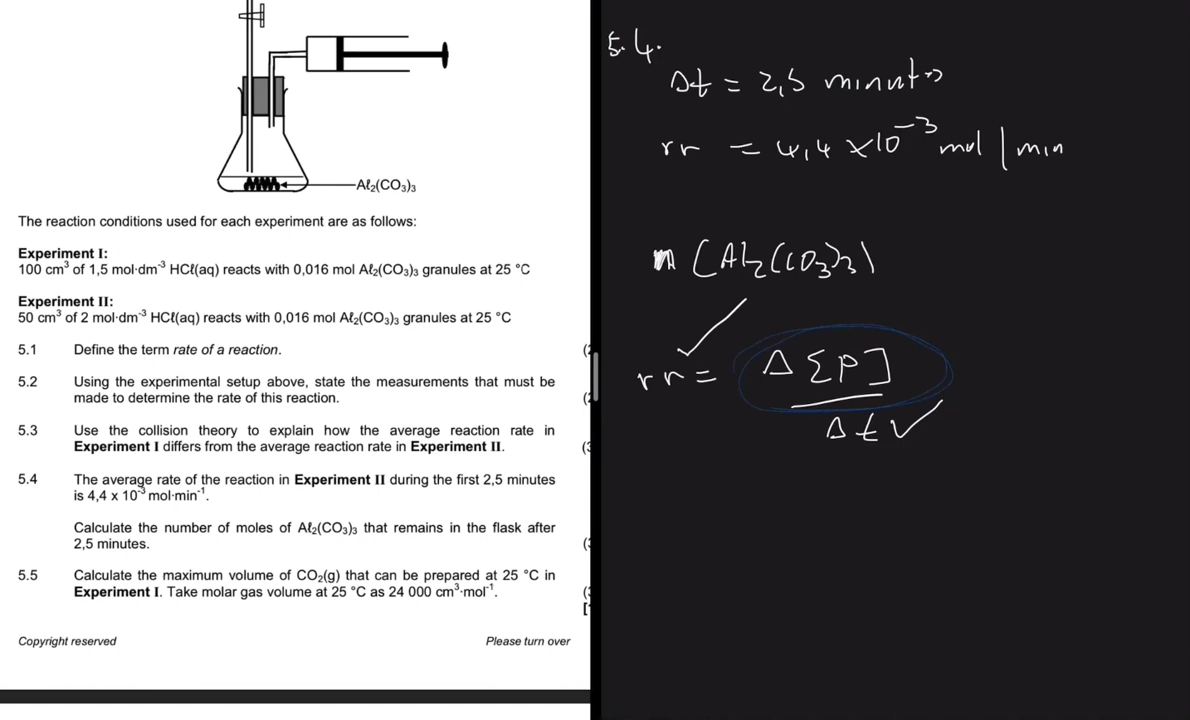 Aℓ₂(CO₃)₃
The reaction conditions used for each experiment are as follows:
Experiment I:
100 cm³ of 1,5 mol·dm⁻³ HCℓ(aq) reacts with 0,016 mol Aℓ₂(CO₃)₃ granules at 25 °C
Experiment II:
50 cm³ of 2 mol·dm⁻³ HCℓ(aq) reacts with 0,016 mol Aℓ₂(CO₃)₃ granules at 25 °C
5.1 Define the term rate of a reaction.
5.2 Using the experimental setup above, state the measurements that must be
made to determine the rate of this reaction.
5.3 Use the collision theory to explain how the average reaction rate in
Experiment I differs from the average reaction rate in Experiment II.
5.4 The average rate of the reaction in Experiment II during the first 2,5 minutes
is 4,4 x 10⁻³ mol·min⁻¹.
Calculate the number of moles of Aℓ₂(CO₃)₃ that remains in the flask after
2,5 minutes.
5.5 Calculate the maximum volume of CO₂(g) that can be prepared at 25 °C in
Experiment I. Take molar gas volume at 25 °C as 24 000 cm³·mol⁻¹.
Copyright reserved Please turn over
5.4.
Δt = 2,5 minutes
rr = 4,4 ×10⁻³ mol | min
n (Al₂(CO₃)₃)
rr = Δ[P]
Δt